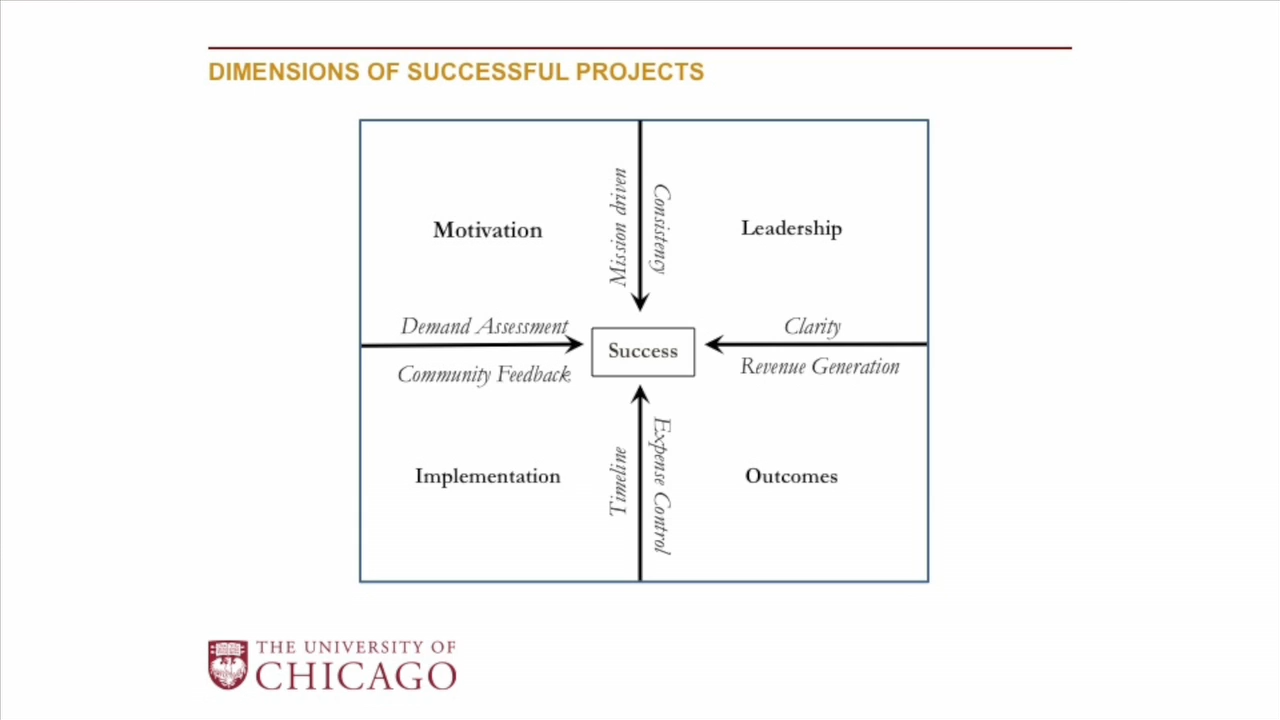 DIMENSIONS OF SUCCESSFUL PROJECTS
Motivation
Mission driven
Consistency
Leadership
Demand Assessment
Community Feedback
Success
Clarity
Revenue Generation
Implementation
Timeline
Expense Control
Outcomes
THE UNIVERSITY OF
CHICAGO